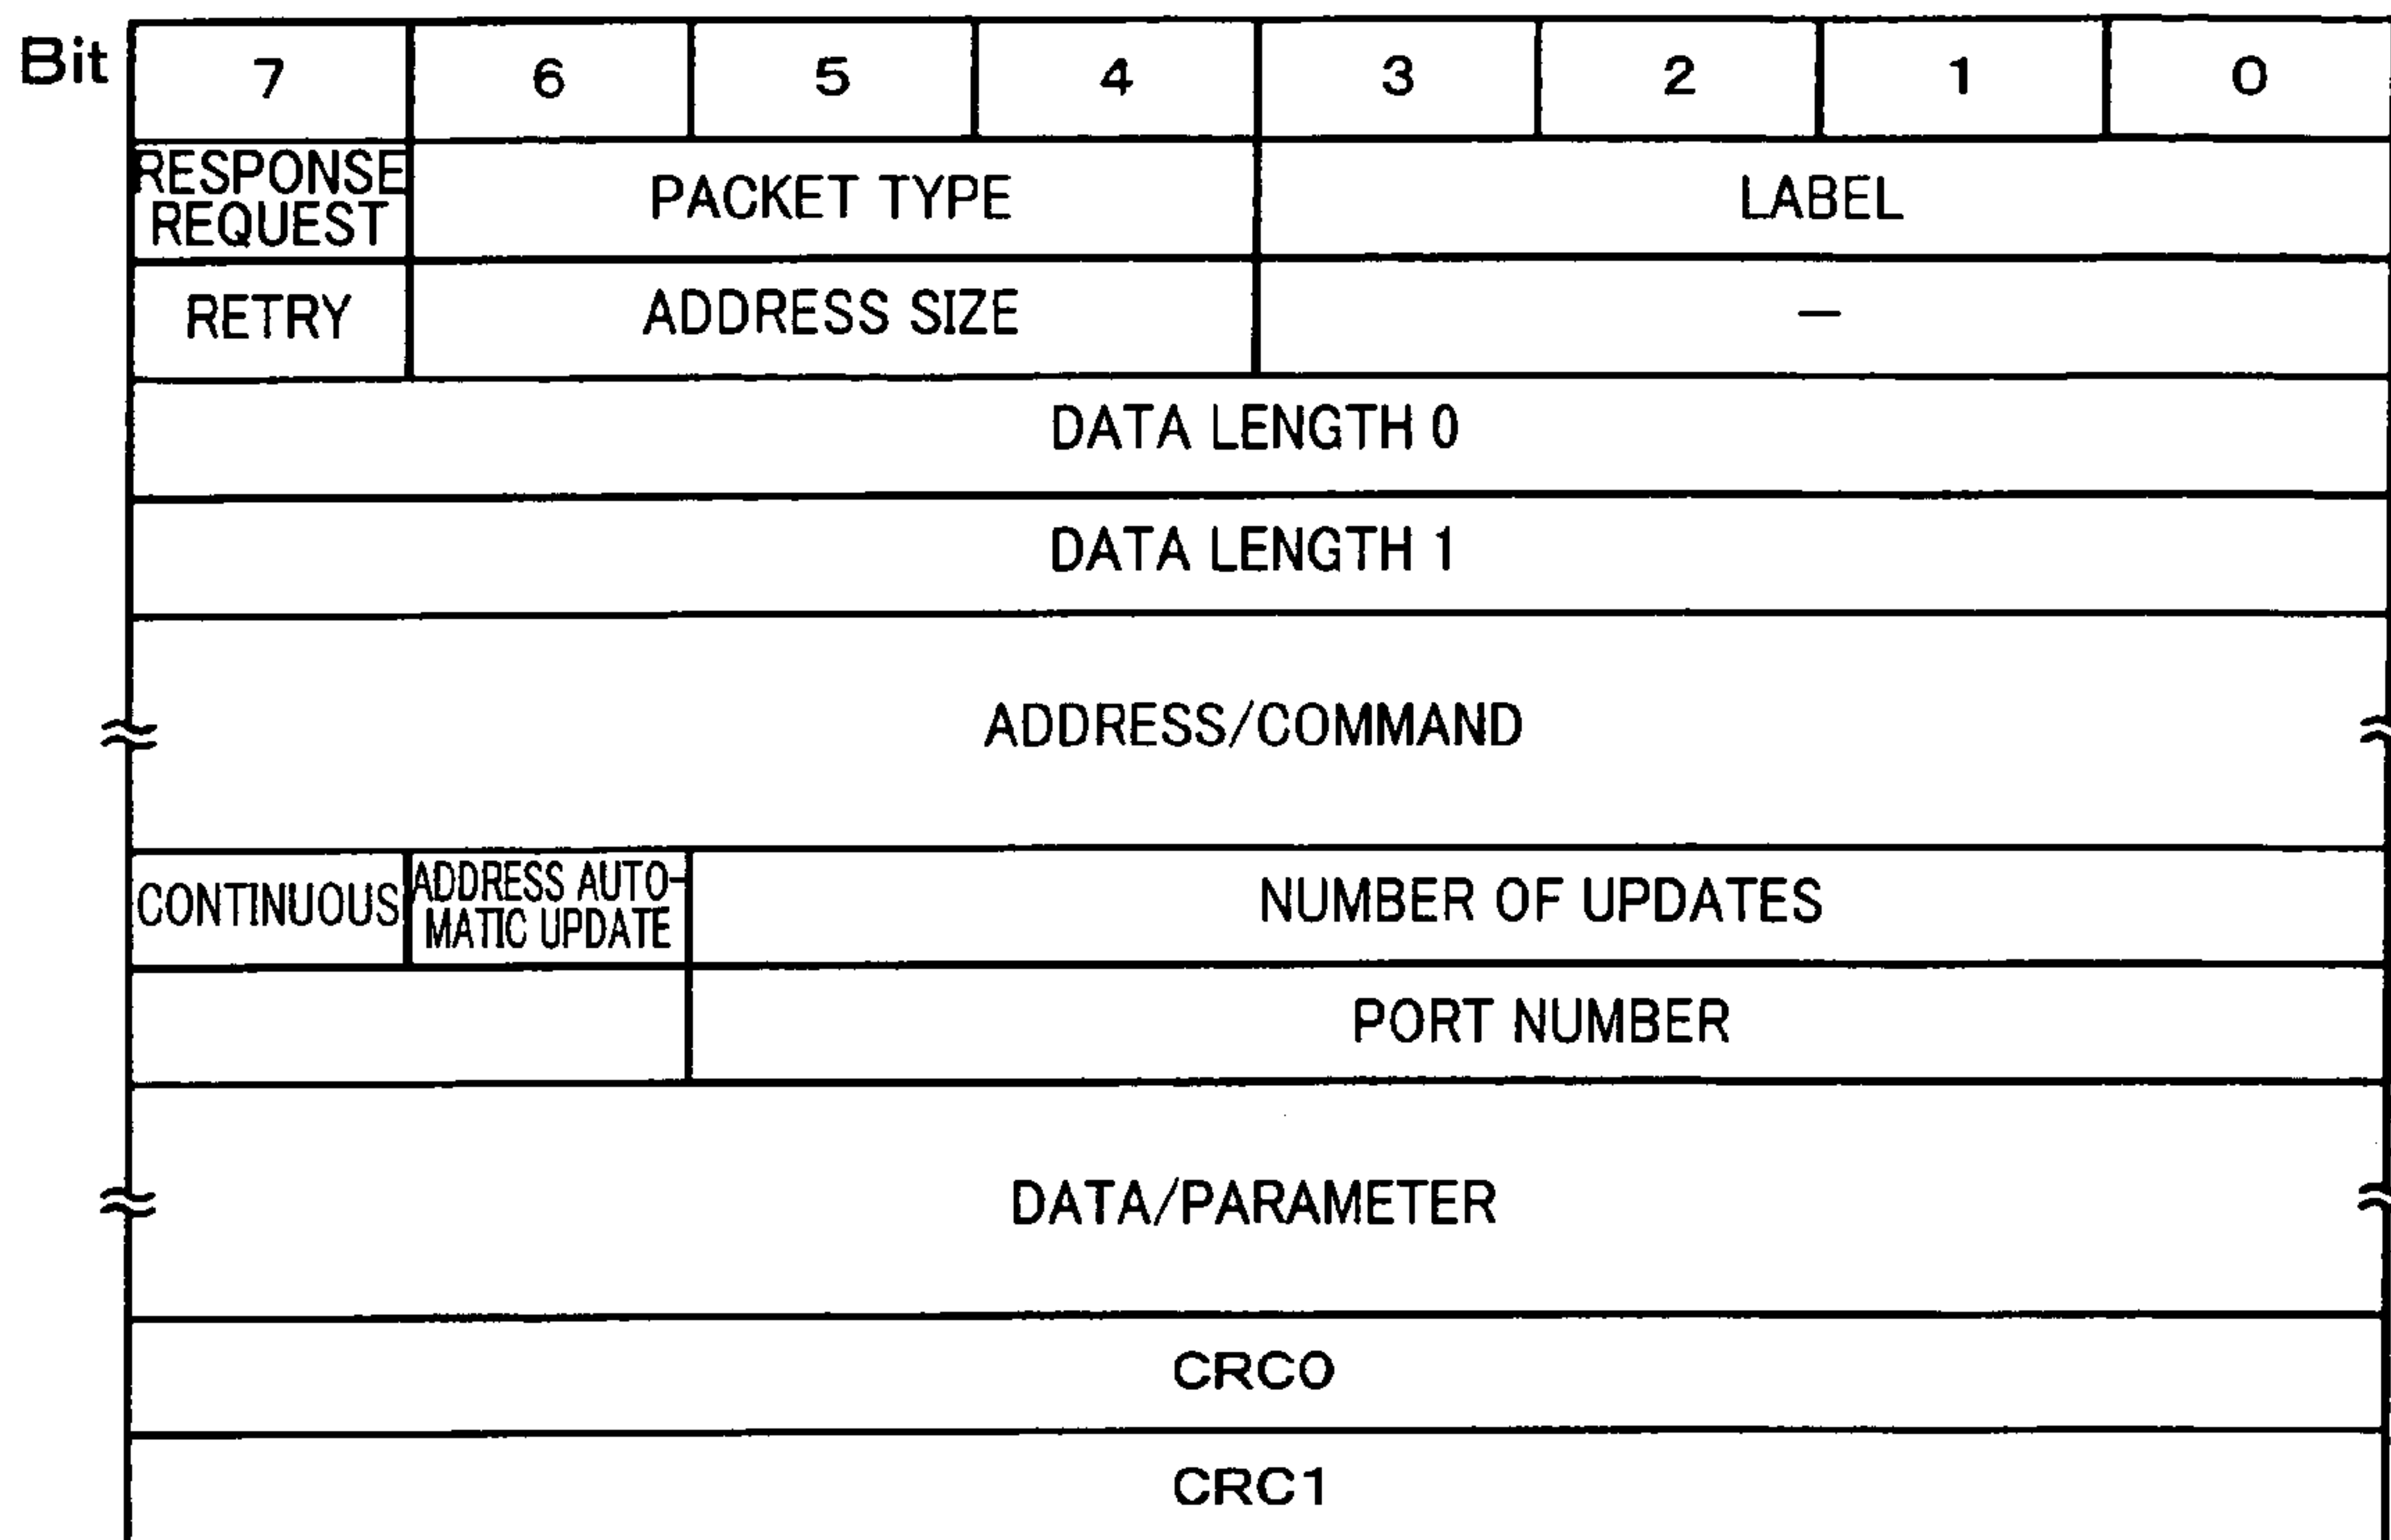 Bit 7 6 5 4 3 2 1 0
RESPONSE
REQUEST
PACKET TYPE
LABEL
RETRY
ADDRESS SIZE
—
DATA LENGTH 0
DATA LENGTH 1
ADDRESS/COMMAND
CONTINUOUS
ADDRESS AUTO-
MATIC UPDATE
NUMBER OF UPDATES
PORT NUMBER
DATA/PARAMETER
CRC0
CRC1